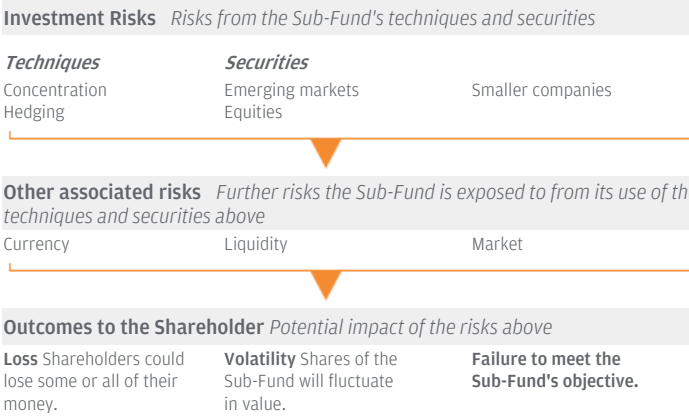 Investment Risks Risks from the Sub-Fund's techniques and securities
Techniques Securities
Concentration Emerging markets Smaller companies
Hedging Equities
Other associated risks Further risks the Sub-Fund is exposed to from its use of th
techniques and securities above
Currency Liquidity Market
Outcomes to the Shareholder Potential impact of the risks above
Loss Shareholders could Volatility Shares of the Failure to meet the
lose some or all of their Sub-Fund will fluctuate Sub-Fund's objective.
money. in value.